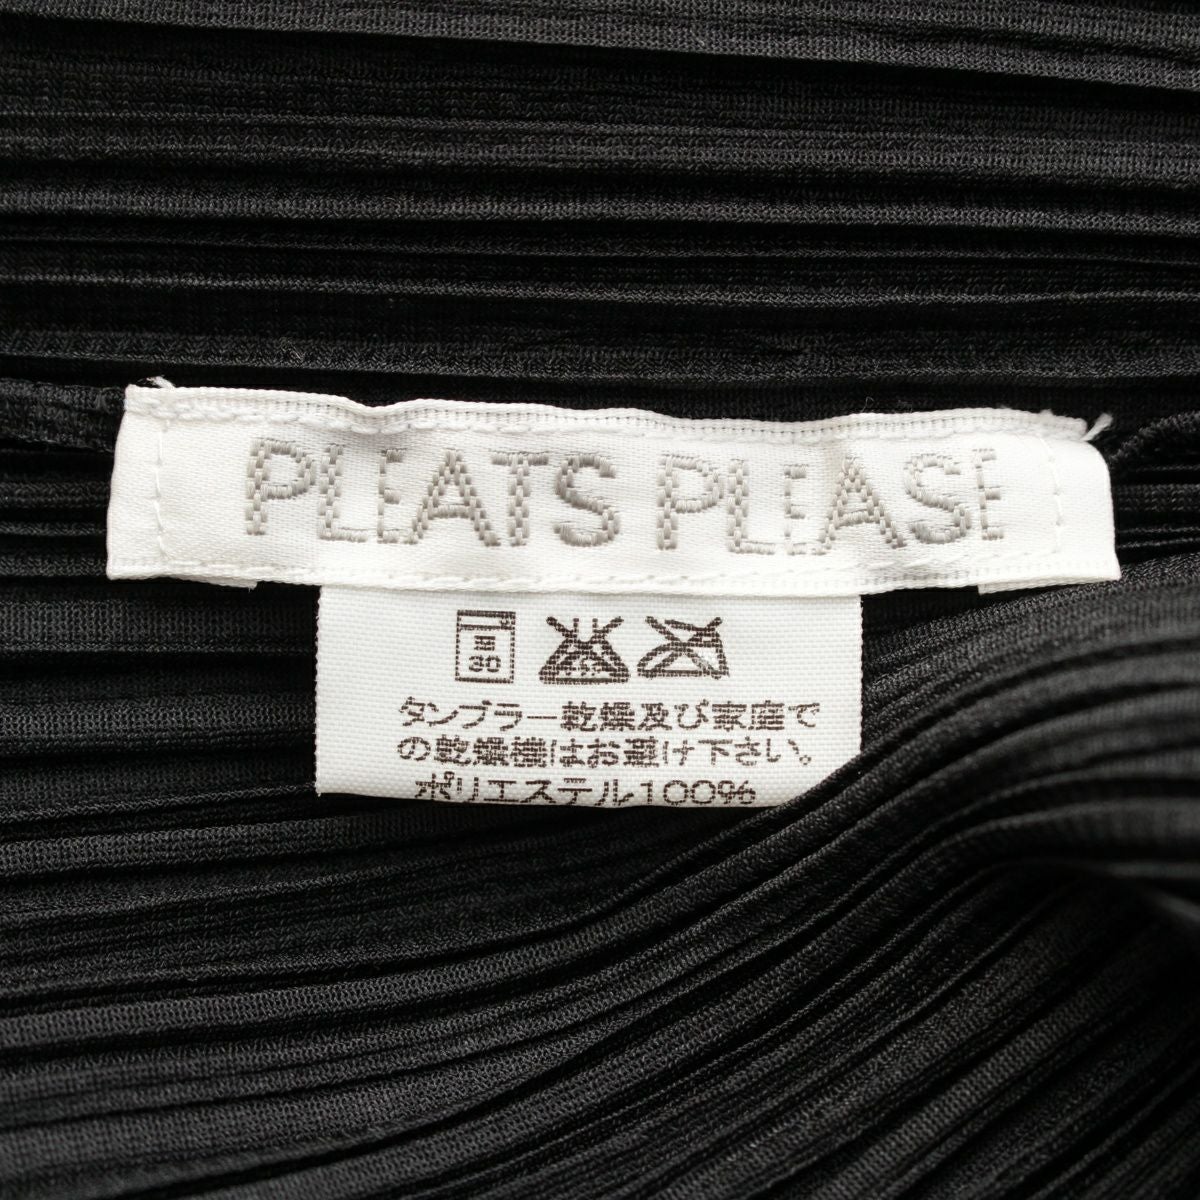 PLEATS PLEASE
30
タンブラー乾燥及び家庭で
の乾燥機はお避け下さい。
ポリエステル100%